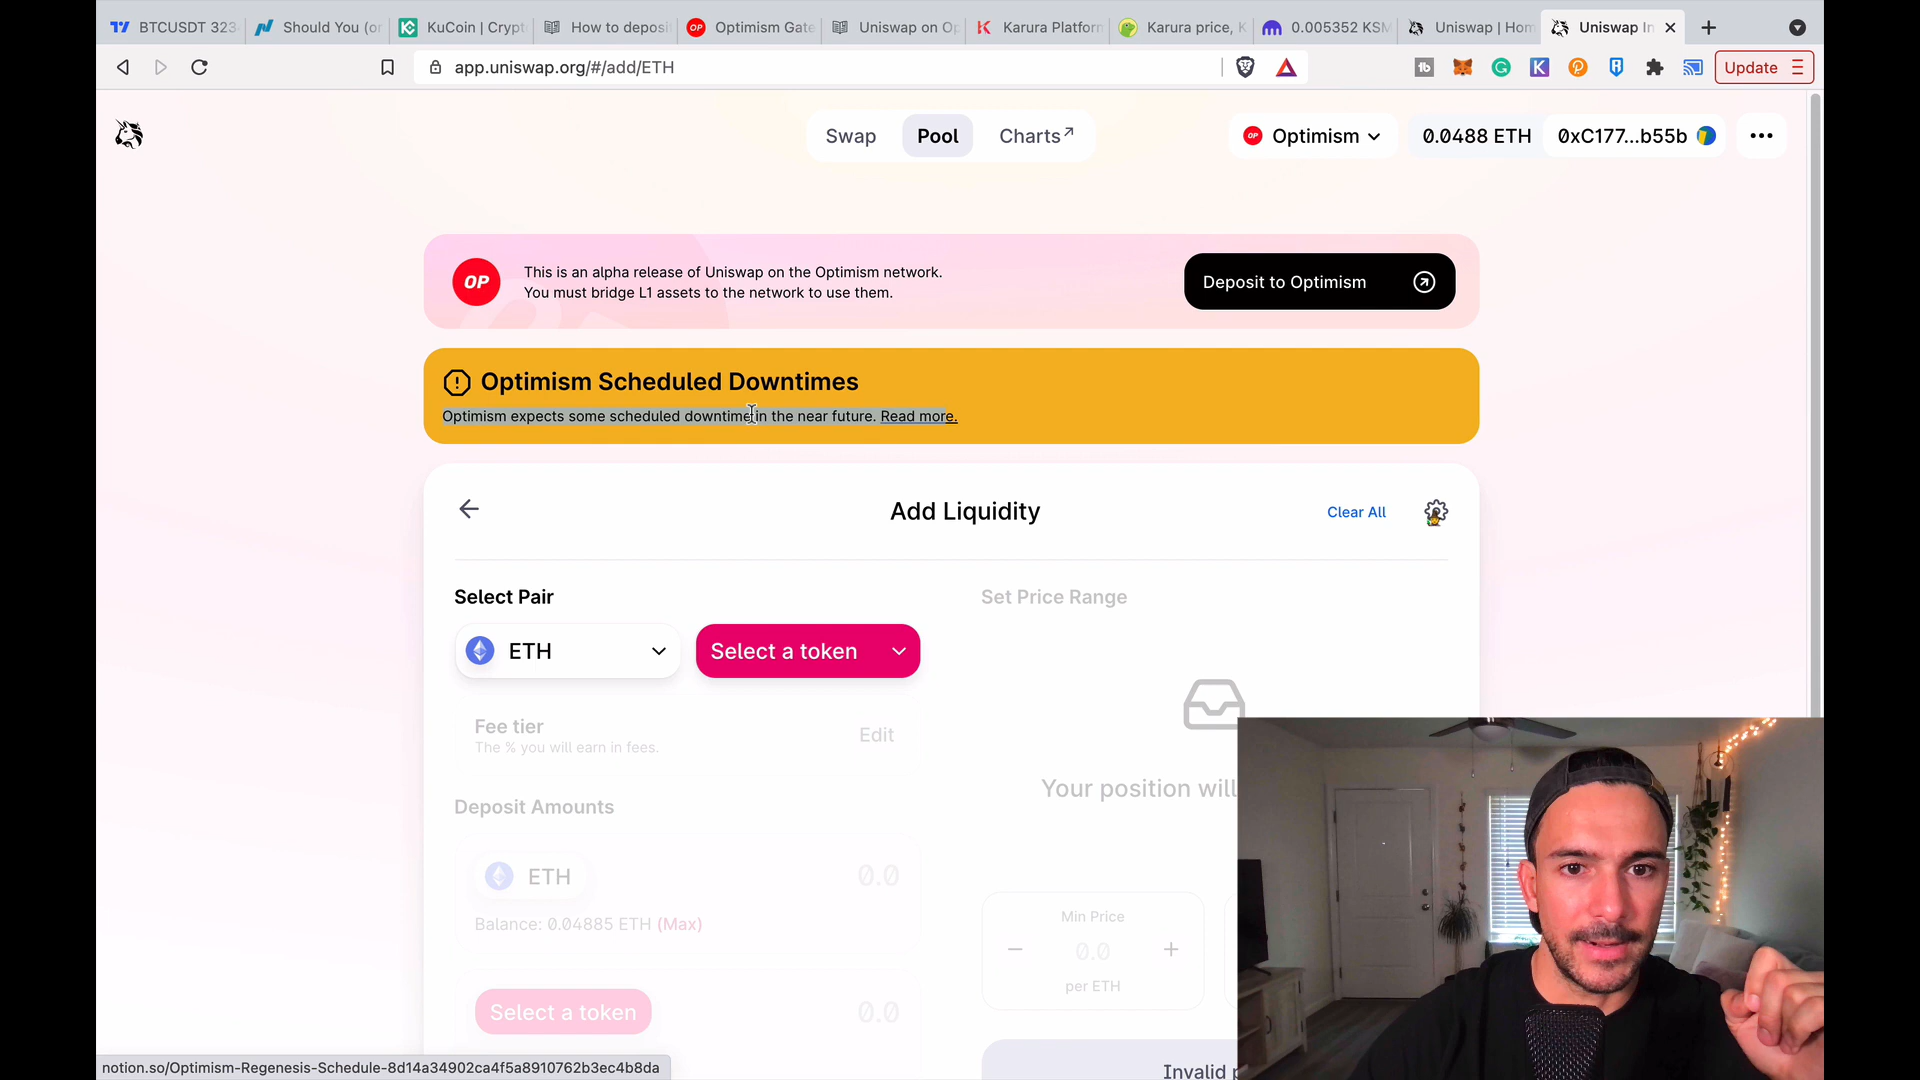 BTCUSDT 323
Should You (or
KuCoin | Crypt
How to deposi
Optimism Gate
Uniswap on Op
Karura Platform
Karura price, K
0.005352 KSM
Uniswap | Hom
Uniswap In
app.uniswap.org/#/add/ETH
Update
Swap
Pool
Charts↗
OP
Optimism
0.0488 ETH
0xC177...b55b
OP
This is an alpha release of Uniswap on the Optimism network.
You must bridge L1 assets to the network to use them.
Deposit to Optimism
Optimism Scheduled Downtimes
Optimism expects some scheduled downtime in the near future. Read more.
Add Liquidity
Clear All
Select Pair
Set Price Range
ETH
Select a token
Fee tier
The % you will earn in fees.
Edit
Your position will
Deposit Amounts
ETH
0.0
Balance: 0.04885 ETH (Max)
Min Price
0.0
per ETH
Select a token
0.0
Invalid p
notion.so/Optimism-Regenesis-Schedule-8d14a34902ca4f5a8910762b3ec4b8da